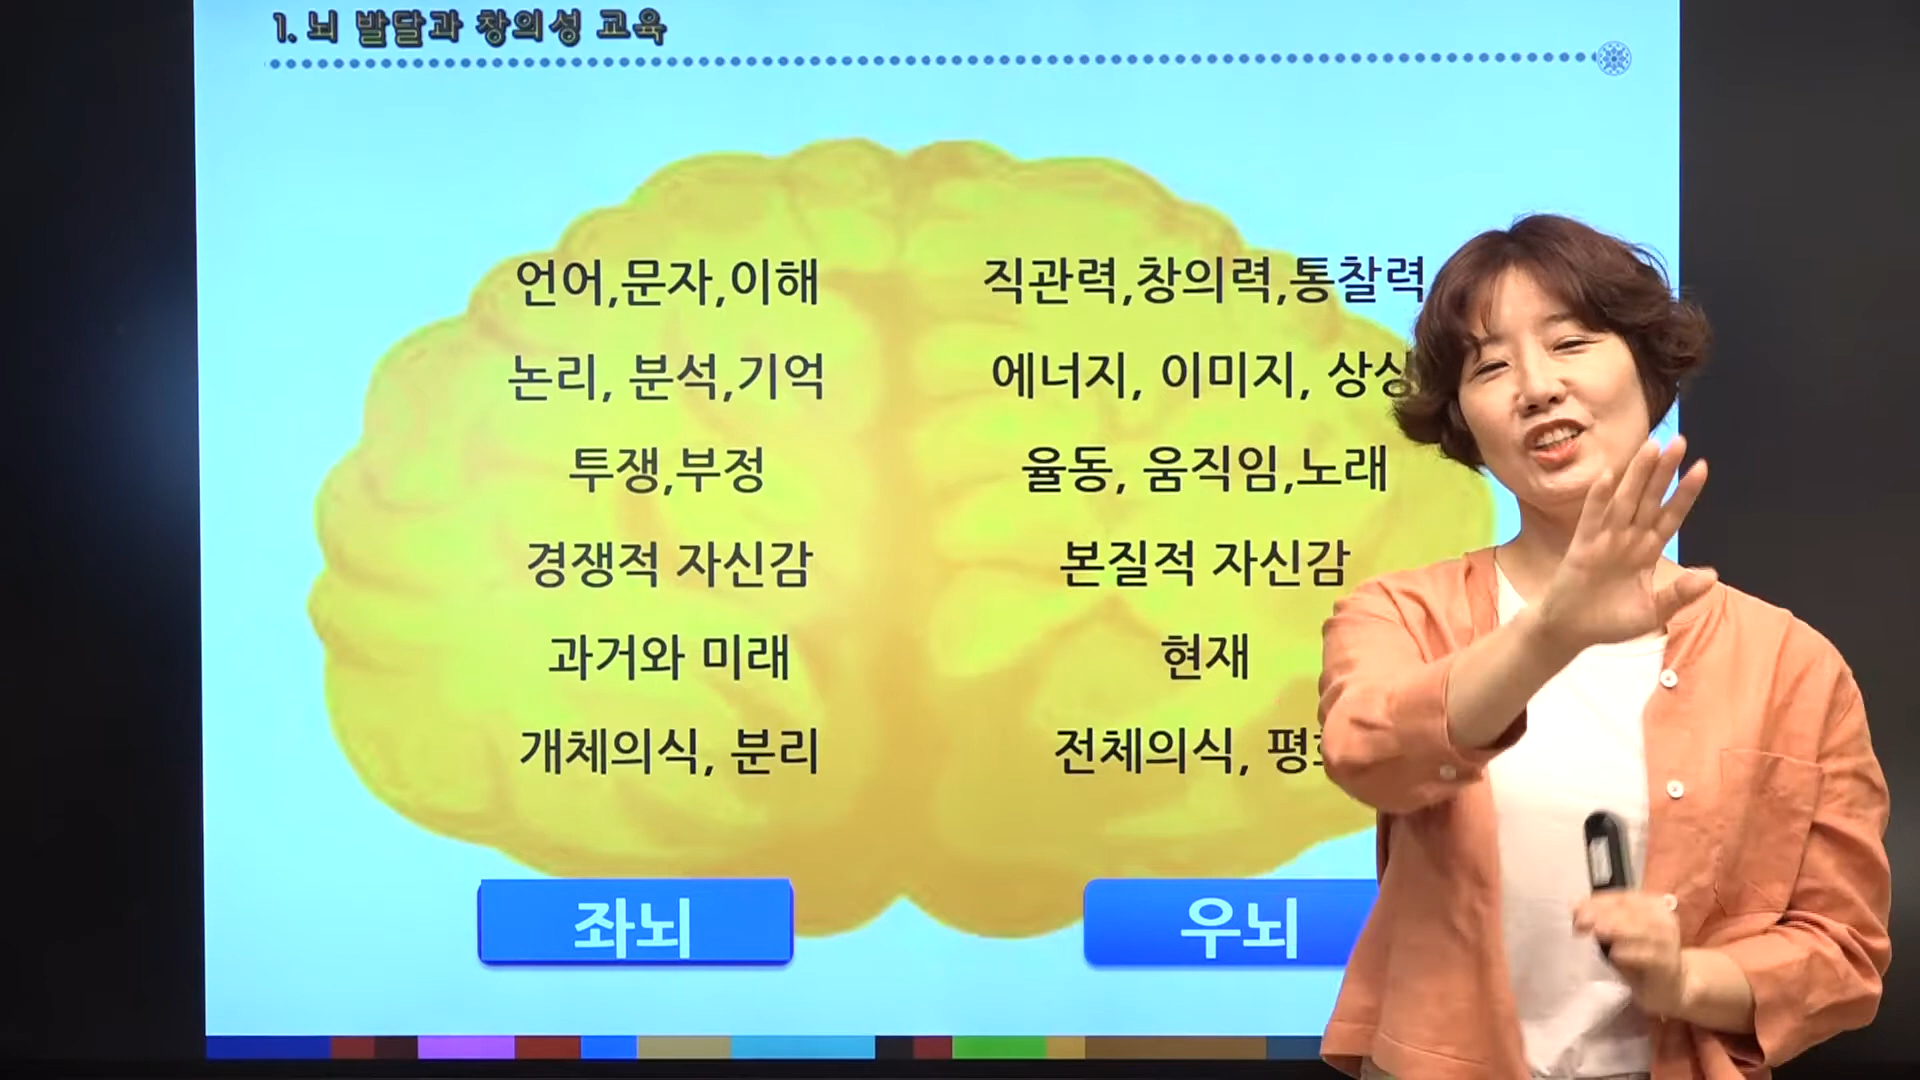 1. 뇌 발달과 창의성 교육
언어,문자,이해
직관력,창의력,통찰력
논리, 분석,기억
에너지, 이미지,
투쟁,부정
율동, 움직임,노래
경쟁적 자신감
본질적 자신감
과거와 미래
현재
개체의식, 분리
전체의식,
좌뇌
우뇌